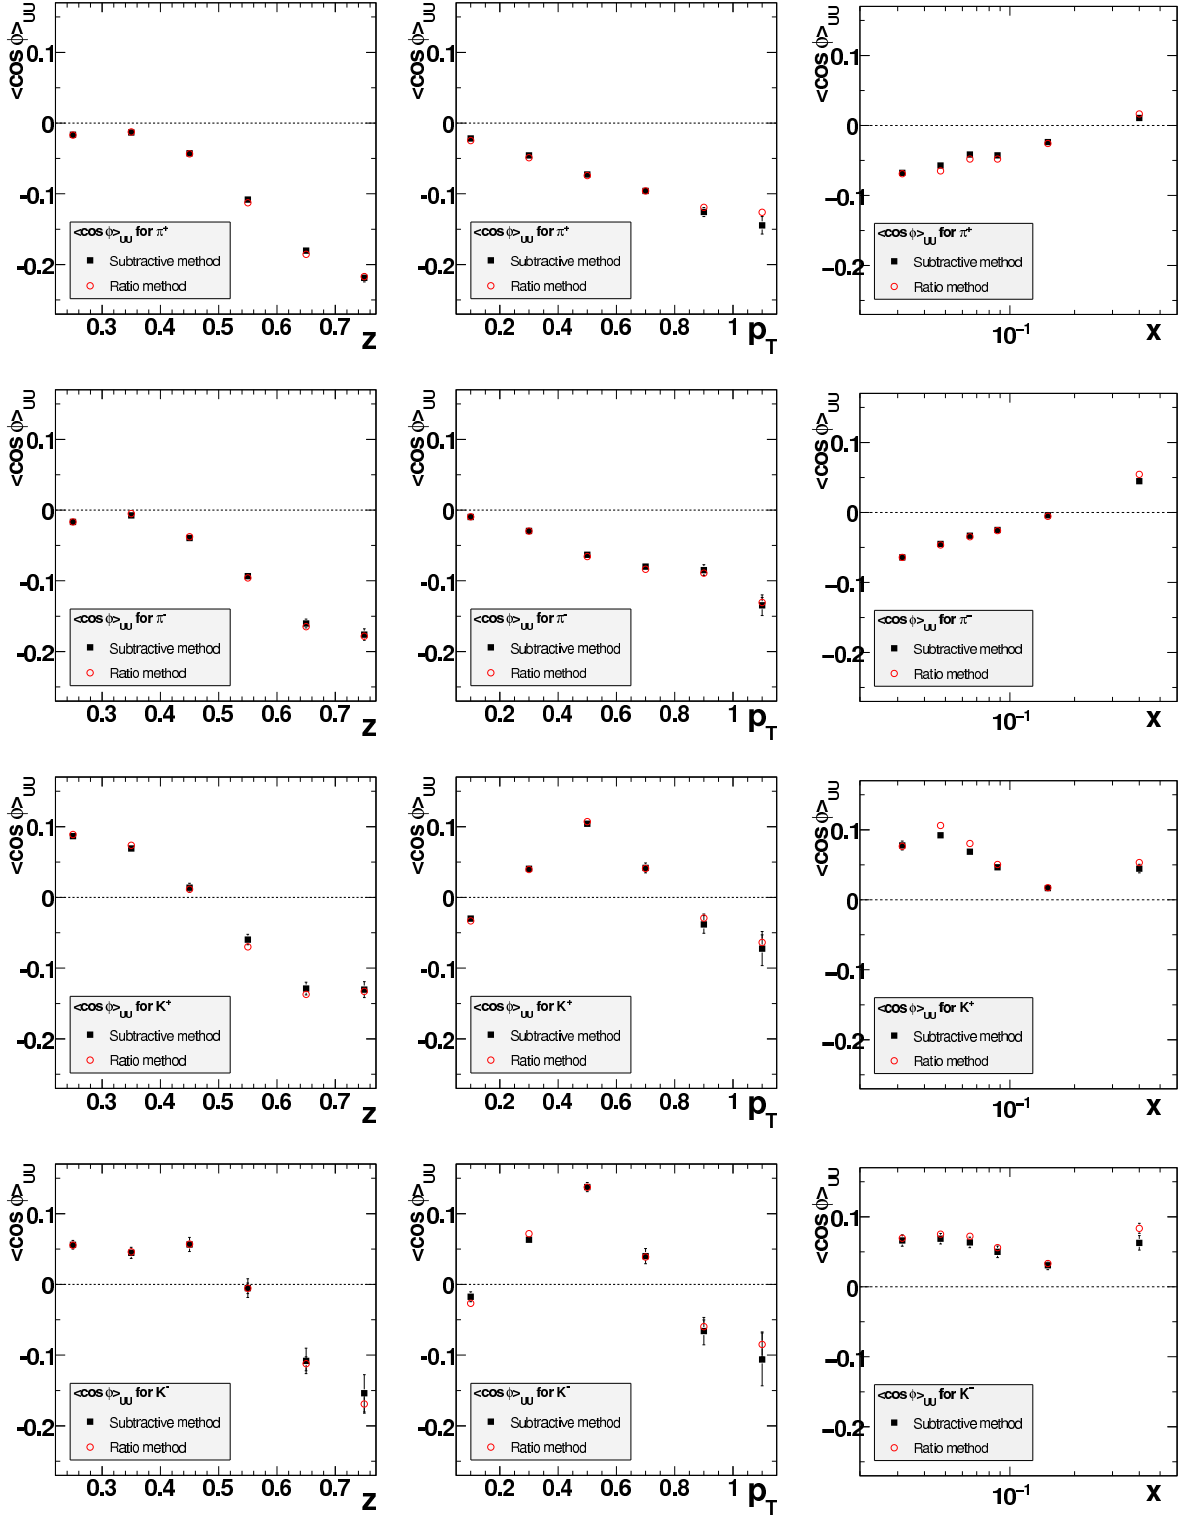 <cos ϕ>UU
0.1
0
-0.1
-0.2
<cos ϕ>UU for π+
Subtractive method
Ratio method
0.3 0.4 0.5 0.6 0.7
z
<cos ϕ>UU
0.1
0
-0.1
-0.2
<cos ϕ>UU for π+
Subtractive method
Ratio method
0.2 0.4 0.6 0.8 1
pT
<cos ϕ>UU
0.1
0
−0.1
−0.2
<cos ϕ>UU for π+
Subtractive method
Ratio method
10−1
x
<cos ϕ>UU
0.1
0
-0.1
-0.2
<cos ϕ>UU for π-
Subtractive method
Ratio method
0.3 0.4 0.5 0.6 0.7
z
<cos ϕ>UU
0.1
0
-0.1
-0.2
<cos ϕ>UU for π-
Subtractive method
Ratio method
0.2 0.4 0.6 0.8 1
pT
<cos ϕ>UU
0.1
0
−0.1
−0.2
<cos ϕ>UU for π−
Subtractive method
Ratio method
10−1
x
<cos ϕ>UU
0.1
0
-0.1
-0.2
<cos ϕ>UU for K+
Subtractive method
Ratio method
0.3 0.4 0.5 0.6 0.7
z
<cos ϕ>UU
0.1
0
-0.1
-0.2
<cos ϕ>UU for K+
Subtractive method
Ratio method
0.2 0.4 0.6 0.8 1
pT
<cos ϕ>UU
0.1
0
−0.1
−0.2
<cos ϕ>UU for K+
Subtractive method
Ratio method
10−1
x
<cos ϕ>UU
0.1
0
-0.1
-0.2
<cos ϕ>UU for K-
Subtractive method
Ratio method
0.3 0.4 0.5 0.6 0.7
z
<cos ϕ>UU
0.1
0
-0.1
-0.2
<cos ϕ>UU for K-
Subtractive method
Ratio method
0.2 0.4 0.6 0.8 1
pT
<cos ϕ>UU
0.1
0
−0.1
−0.2
<cos ϕ>UU for K−
Subtractive method
Ratio method
10−1
x